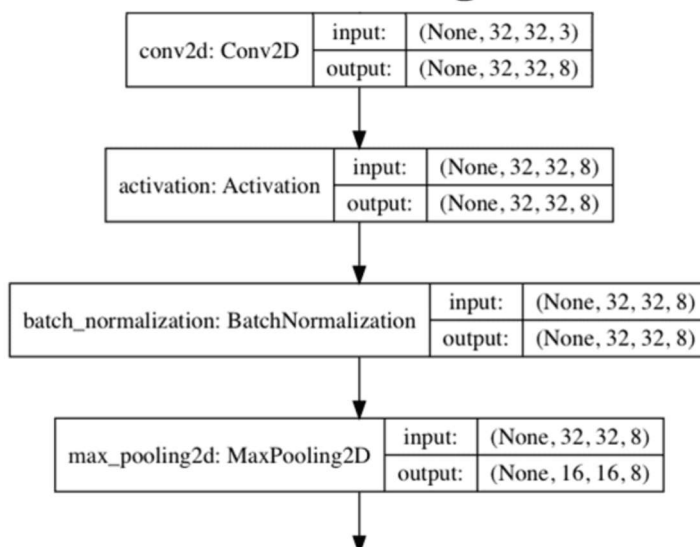 conv2d: Conv2D input: (None, 32, 32, 3)
output: (None, 32, 32, 8)
activation: Activation input: (None, 32, 32, 8)
output: (None, 32, 32, 8)
batch_normalization: BatchNormalization input: (None, 32, 32, 8)
output: (None, 32, 32, 8)
max_pooling2d: MaxPooling2D input: (None, 32, 32, 8)
output: (None, 16, 16, 8)